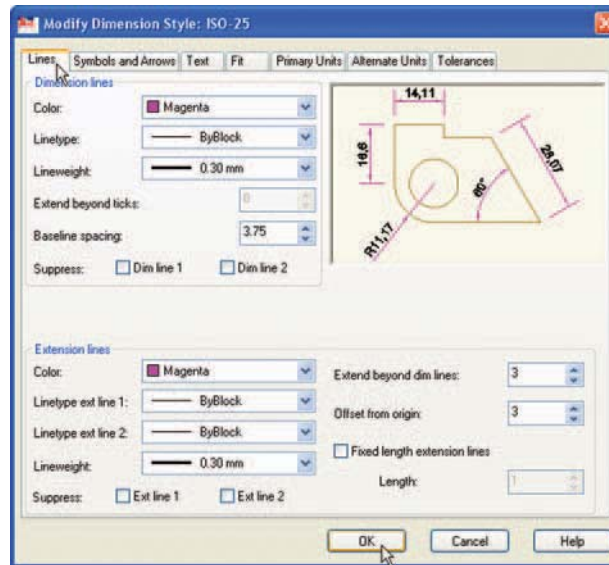 Modify Dimension Style: ISO-25
Lines Symbols and Arrows Text Fit Primary Units Alternate Units Tolerances
Dimension lines
Color: Magenta
Linetype: ByBlock
Lineweight: 0.30 mm
Extend beyond ticks: 0
Baseline spacing: 3.75
Suppress: Dim line 1 Dim line 2
14,11
16,6
28,07
60°
R11,17
Extension lines
Color: Magenta
Linetype ext line 1: ByBlock
Linetype ext line 2: ByBlock
Lineweight: 0.30 mm
Suppress: Ext line 1 Ext line 2
Extend beyond dim lines: 3
Offset from origin: 3
Fixed length extension lines
Length: 1
OK Cancel Help